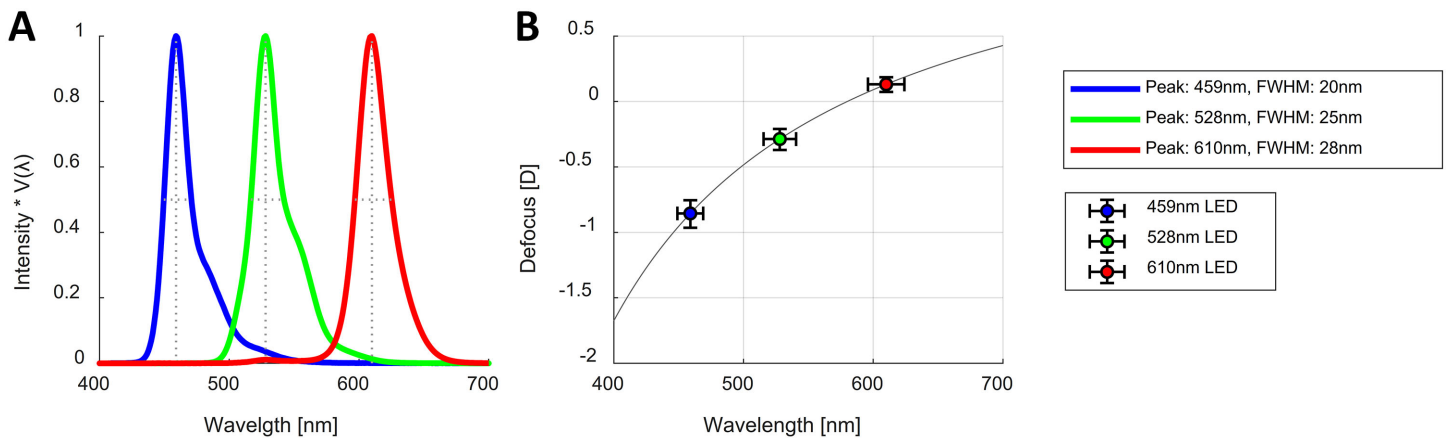 A
Intensity * V(λ)
1
0.8
0.6
0.4
0.2
0
400
500
600
700
Wavelgth [nm]
B
Defocus [D]
0.5
0
-0.5
-1
-1.5
-2
400
500
600
700
Wavelength [nm]
Peak: 459nm, FWHM: 20nm
Peak: 528nm, FWHM: 25nm
Peak: 610nm, FWHM: 28nm
459nm LED
528nm LED
610nm LED